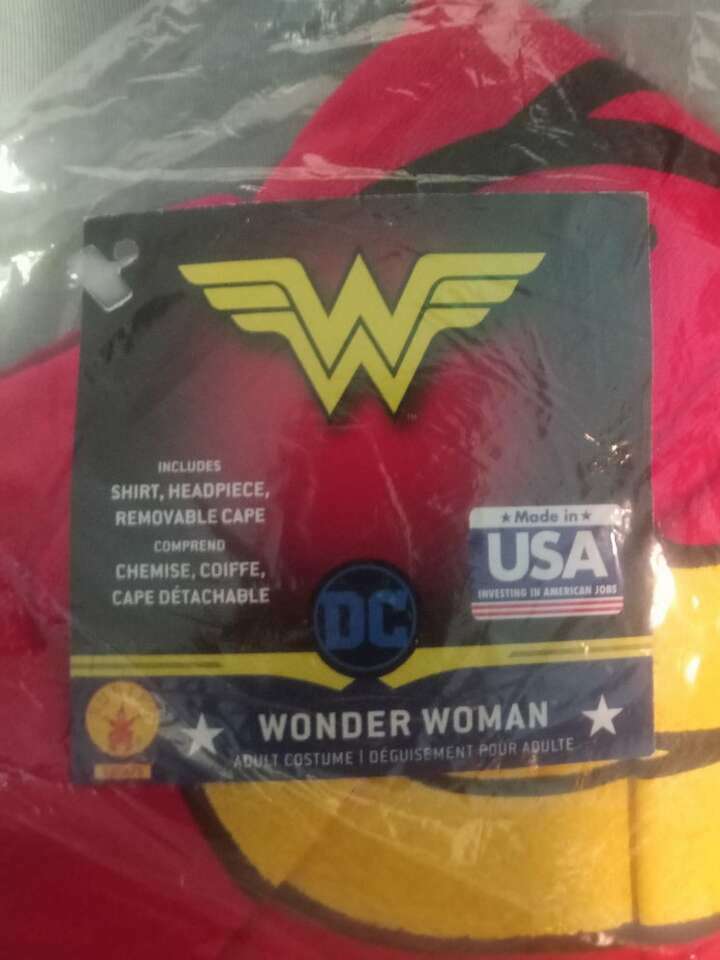 W
™
INCLUDES
SHIRT, HEADPIECE,
REMOVABLE CAPE
COMPREND
CHEMISE, COIFFE,
CAPE DÉTACHABLE
★ Made in ★
USA
INVESTING IN AMERICAN JOBS
DC
WONDER WOMAN
ADULT COSTUME | DÉGUISEMENT POUR ADULTE